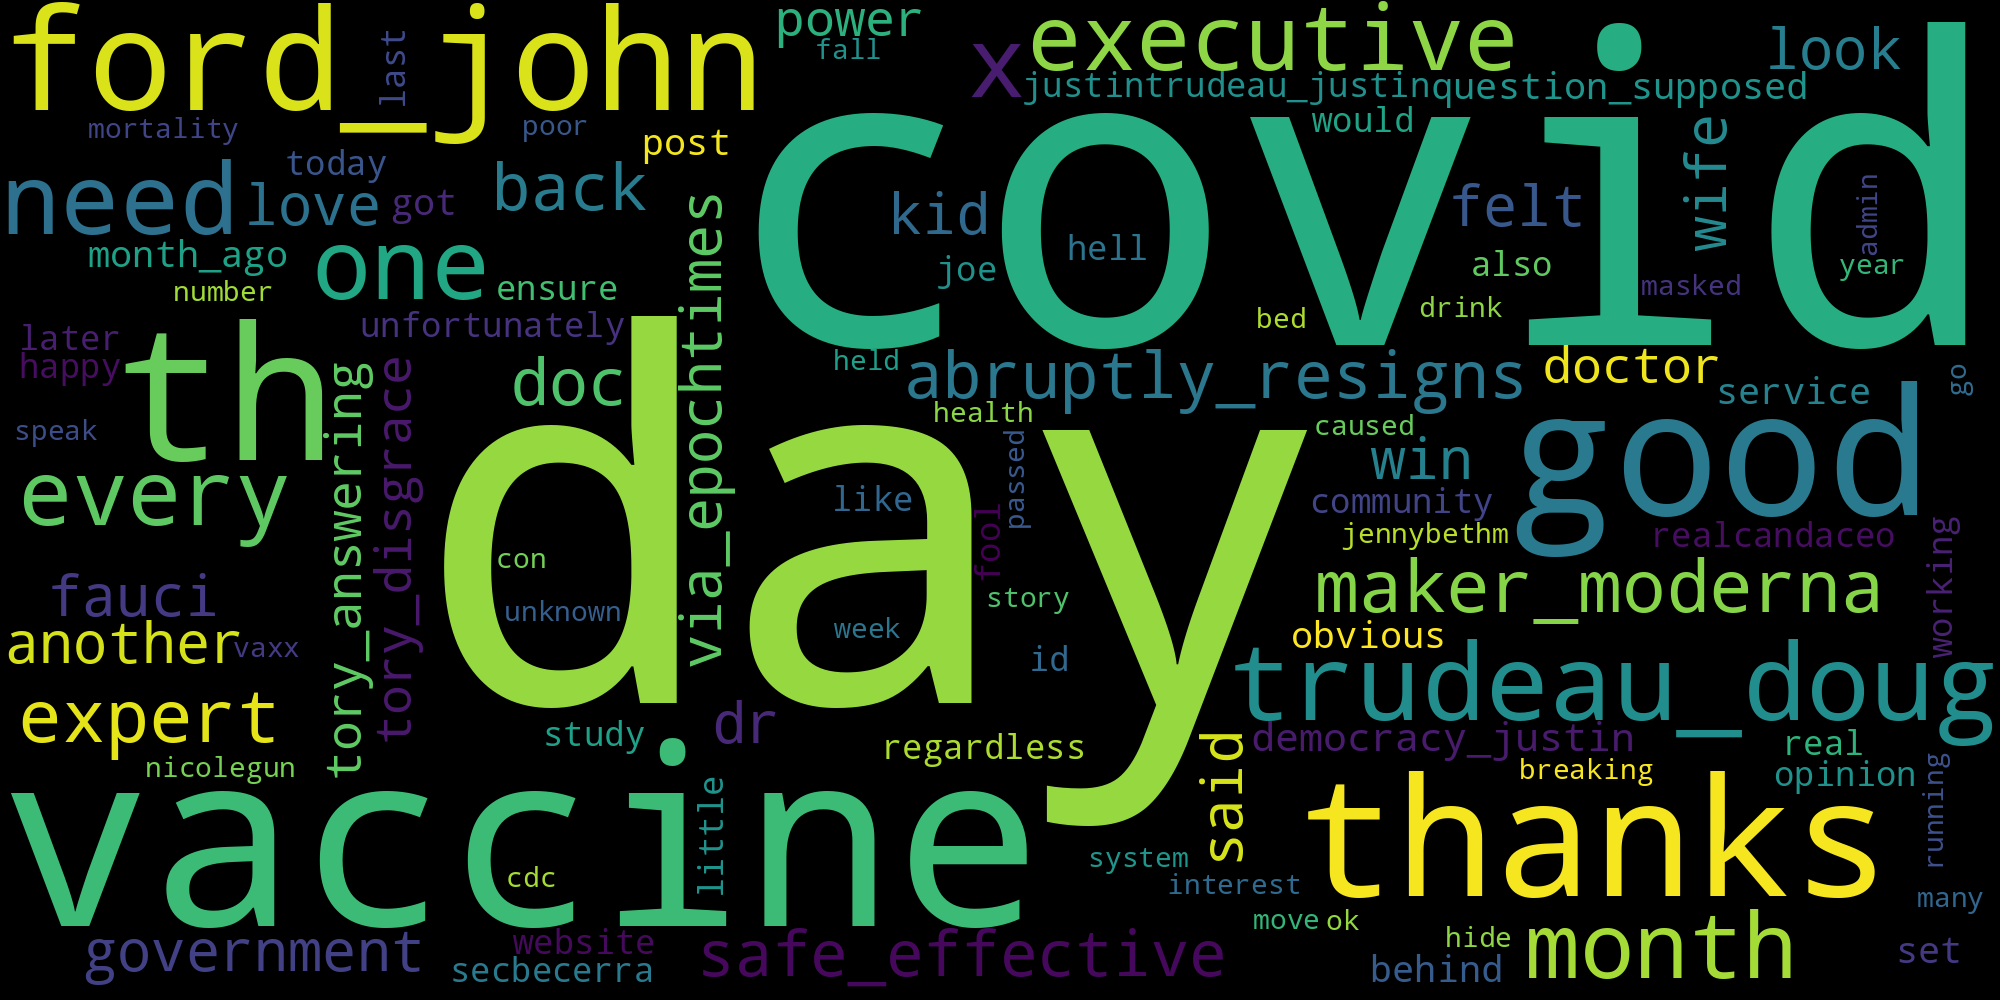 ford_john
last
power
fall
x
executive
look
covid
justintrudeau_justin
question_supposed
would
mortality
poor
post
wife
need
today
love
got
back
kid
felt
admin
month_ago
one
hell
joe
also
year
number
ensure
via_epochtimes
masked
bed
drink
unfortunately
later
happy
th
day
held
abruptly_resigns
doctor
go
doc
service
tory_answering
tory_disgrace
health
speak
caused
good
every
passed
win
like
fool
community
jennybethm
realcandaceo
working
con
fauci
unknown
story
maker_moderna
another
vaxx
week
id
obvious
trudeau_doug
expert
study
dr
regardless
said
democracy_justin
real
nicolegun
breaking
opinion
running
vaccine
little
thanks
cdc
system
interest
many
move
ok
government
website
safe_effective
hide
month
set
secbecerra
behind